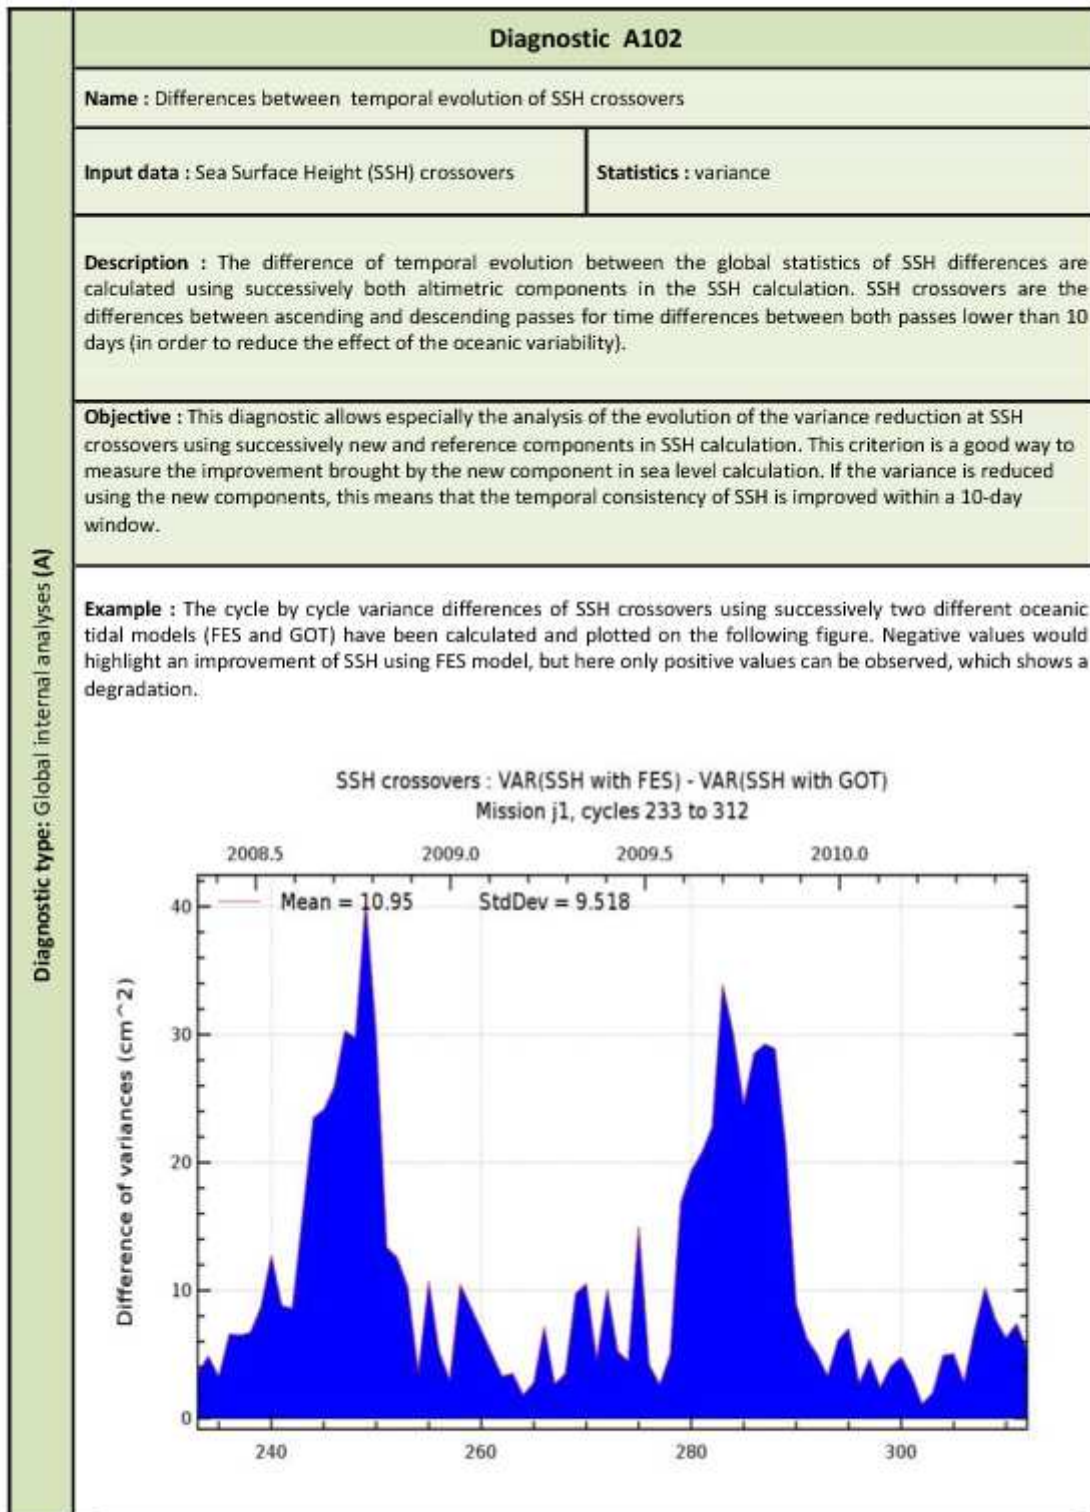 Diagnostic A102
Name : Differences between temporal evolution of SSH crossovers
Input data : Sea Surface Height (SSH) crossovers
Statistics : variance
Description : The difference of temporal evolution between the global statistics of SSH differences are
calculated using successively both altimetric components in the SSH calculation. SSH crossovers are the
differences between ascending and descending passes for time differences between both passes lower than 10
days (in order to reduce the effect of the oceanic variability).
Objective : This diagnostic allows especially the analysis of the evolution of the variance reduction at SSH
crossovers using successively new and reference components in SSH calculation. This criterion is a good way to
measure the improvement brought by the new component in sea level calculation. If the variance is reduced
using the new components, this means that the temporal consistency of SSH is improved within a 10-day
window.
Diagnostic type: Global internal analyses (A)
Example : The cycle by cycle variance differences of SSH crossovers using successively two different oceanic
tidal models (FES and GOT) have been calculated and plotted on the following figure. Negative values would
highlight an improvement of SSH using FES model, but here only positive values can be observed, which shows a
degradation.
SSH crossovers : VAR(SSH with FES) - VAR(SSH with GOT)
Mission j1, cycles 233 to 312
2008.5 2009.0 2009.5 2010.0
Mean = 10.95 StdDev = 9.518
Difference of variances (cm^2)
40
30
20
10
0
240 260 280 300